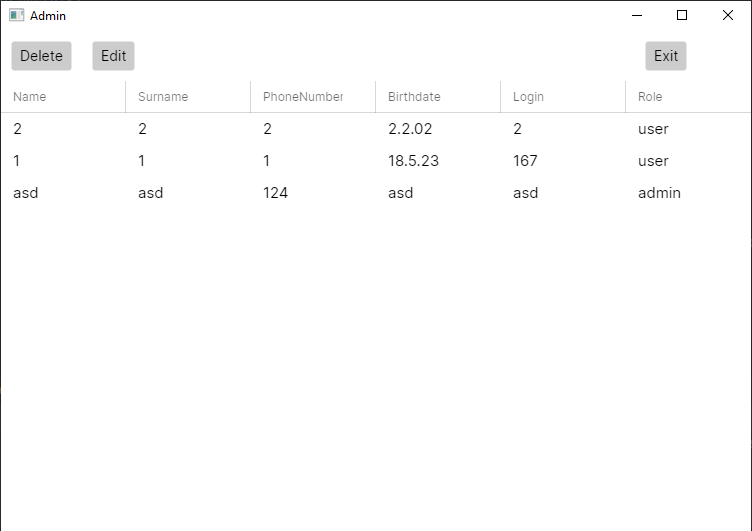 Admin
Delete Edit Exit
Name Surname PhoneNumber Birthdate Login Role
2 2 2 2.2.02 2 user
1 1 1 18.5.23 167 user
asd asd 124 asd asd admin